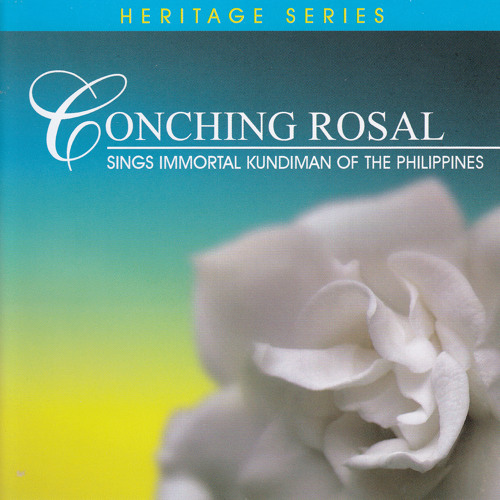 HERITAGE SERIES
CONCHING ROSAL
SINGS IMMORTAL KUNDIMAN OF THE PHILIPPINES